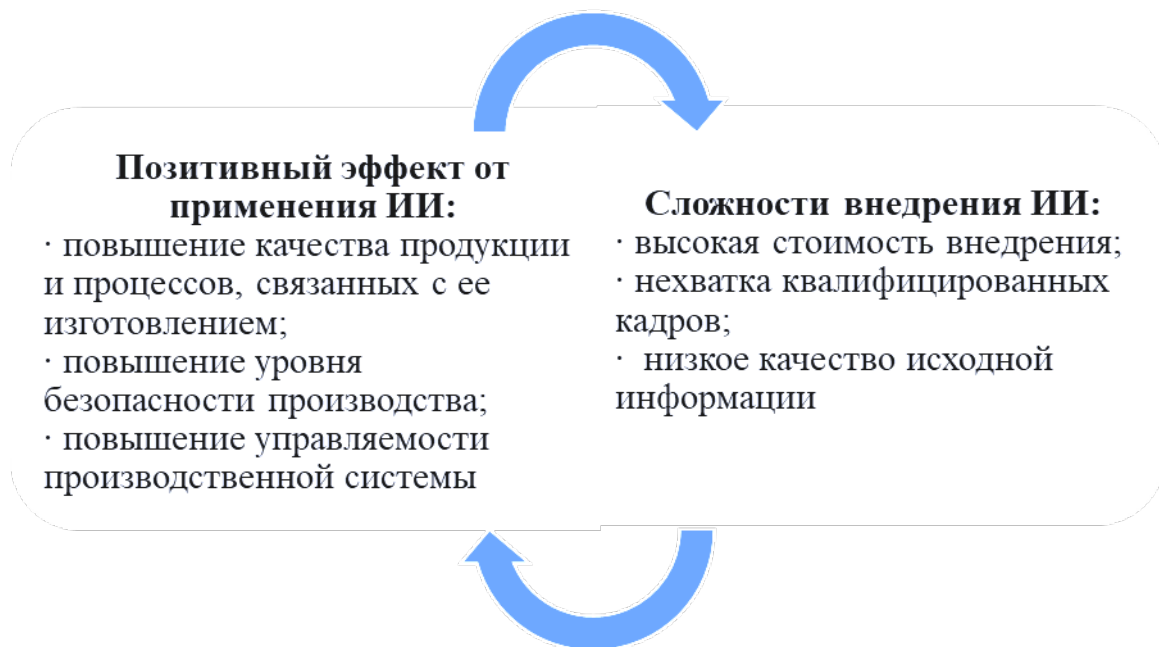 Позитивный эффект от
применения ИИ:
· повышение качества продукции
и процессов, связанных с ее
изготовлением;
· повышение уровня
безопасности производства;
· повышение управляемости
производственной системы
Сложности внедрения ИИ:
· высокая стоимость внедрения;
· нехватка квалифицированных
кадров;
· низкое качество исходной
информации